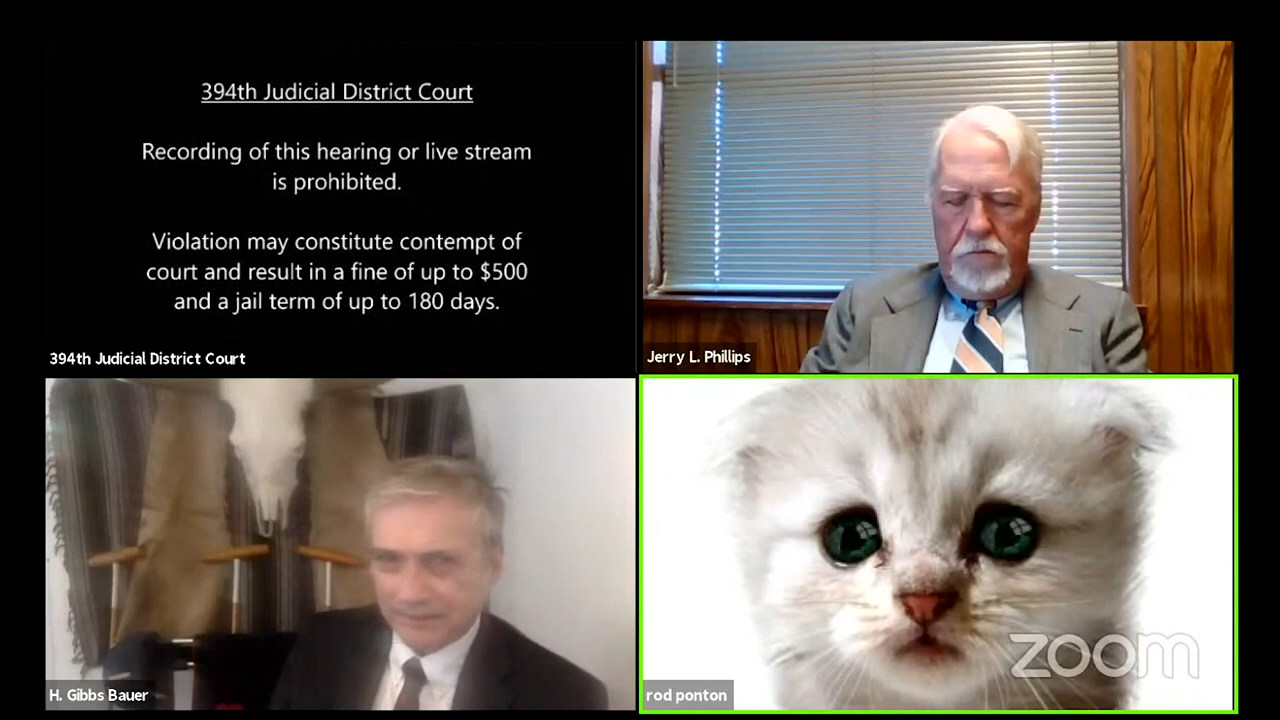 394th Judicial District Court
Recording of this hearing or live stream
is prohibited.
Violation may constitute contempt of
court and result in a fine of up to $500
and a jail term of up to 180 days.
394th Judicial District Court
Jerry L. Phillips
H. Gibbs Bauer
rod ponton
zoom